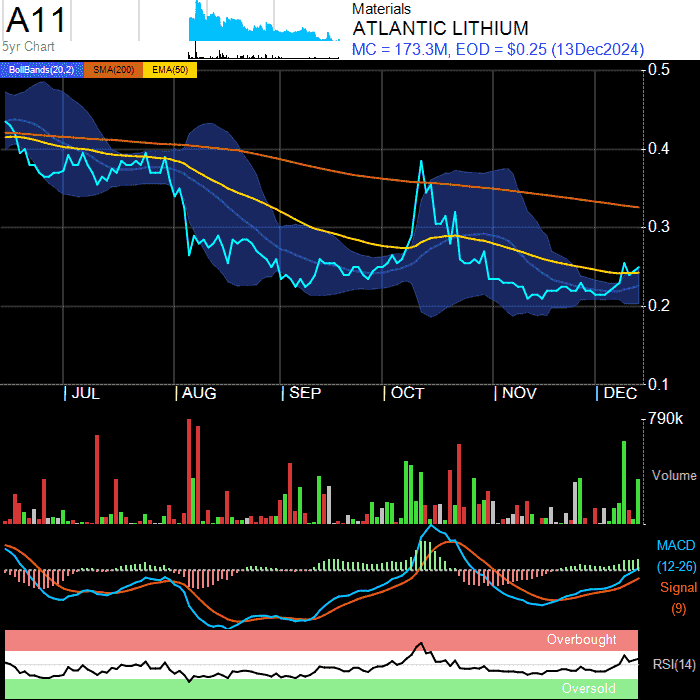 A11
5yr Chart
Materials
ATLANTIC LITHIUM
MC = 173.3M, EOD = $0.25 (13Dec2024)
BollBands(20,2) SMA(200) EMA(50)
0.5
0.4
0.3
0.2
0.1
JUL AUG SEP OCT NOV DEC
790k
Volume
MACD
(12-26)
Signal
(9)
Overbought
RSI(14)
Oversold